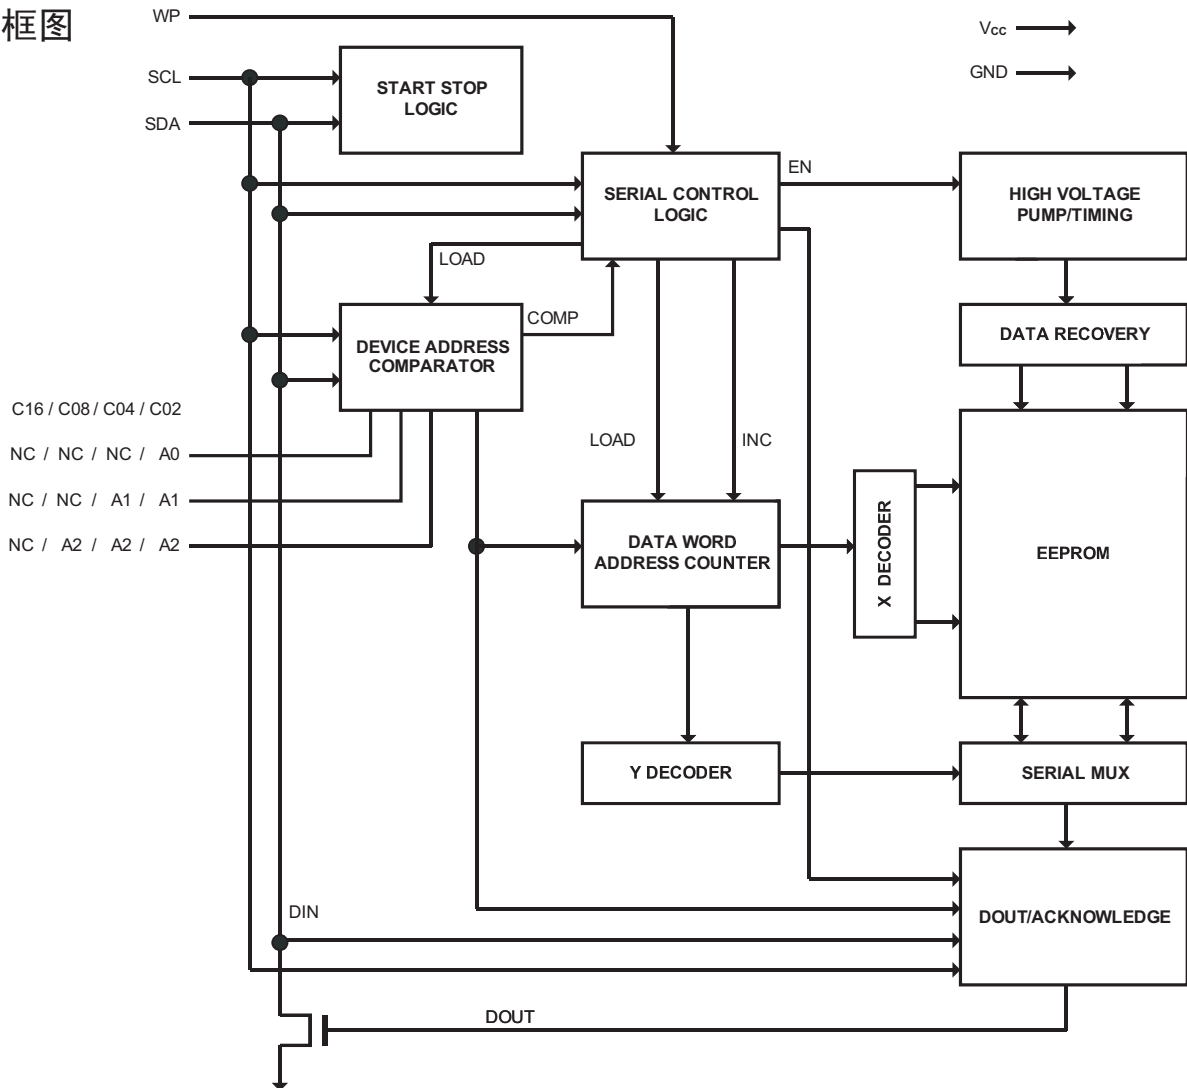 框图
WP
Vcc
SCL
GND
START STOP
LOGIC
SDA
EN
SERIAL CONTROL
LOGIC
HIGH VOLTAGE
PUMP/TIMING
LOAD
COMP
DATA RECOVERY
DEVICE ADDRESS
COMPARATOR
C16 / C08 / C04 / C02
NC / NC / NC / A0
LOAD
INC
NC / NC / A1 / A1
NC / A2 / A2 / A2
DATA WORD
ADDRESS COUNTER
X DECODER
EEPROM
Y DECODER
SERIAL MUX
DIN
DOUT/ACKNOWLEDGE
DOUT